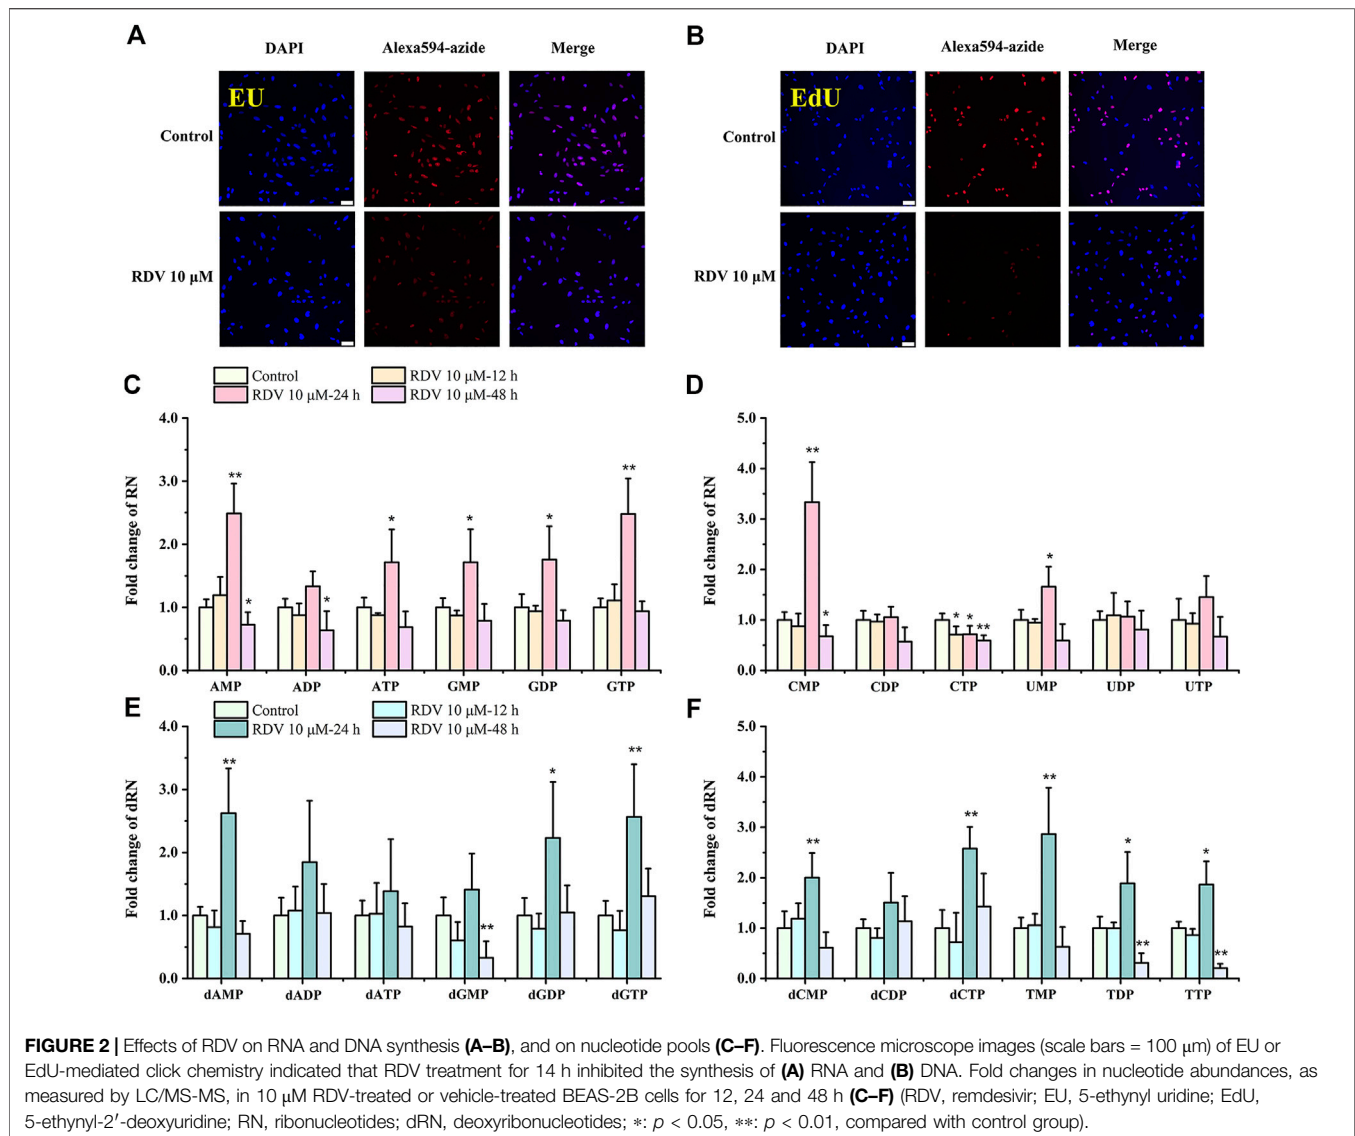 A
DAPI Alexa594-azide Merge
EU
Control
RDV 10 μM
B
DAPI Alexa594-azide Merge
EdU
Control
RDV 10 μM
C
Control RDV 10 μM-12 h
RDV 10 μM-24 h RDV 10 μM-48 h
Fold change of RN
4.0
3.0
2.0
1.0
0.0
** * * * * * **
AMP ADP ATP GMP GDP GTP
D
Fold change of RN
5.0
4.0
3.0
2.0
1.0
0.0
** * * * ** *
CMP CDP CTP UMP UDP UTP
E
Control RDV 10 μM-12 h
RDV 10 μM-24 h RDV 10 μM-48 h
Fold change of dRN
4.0
3.0
2.0
1.0
0.0
** ** * **
dAMP dADP dATP dGMP dGDP dGTP
F
Fold change of dRN
5.0
4.0
3.0
2.0
1.0
0.0
** ** ** * ** * **
dCMP dCDP dCTP TMP TDP TTP
FIGURE 2 | Effects of RDV on RNA and DNA synthesis (A–B), and on nucleotide pools (C–F). Fluorescence microscope images (scale bars = 100 μm) of EU or
EdU-mediated click chemistry indicated that RDV treatment for 14 h inhibited the synthesis of (A) RNA and (B) DNA. Fold changes in nucleotide abundances, as
measured by LC/MS-MS, in 10 μM RDV-treated or vehicle-treated BEAS-2B cells for 12, 24 and 48 h (C–F) (RDV, remdesivir; EU, 5-ethynyl uridine; EdU,
5-ethynyl-2′-deoxyuridine; RN, ribonucleotides; dRN, deoxyribonucleotides; ∗: p < 0.05, ∗∗: p < 0.01, compared with control group).